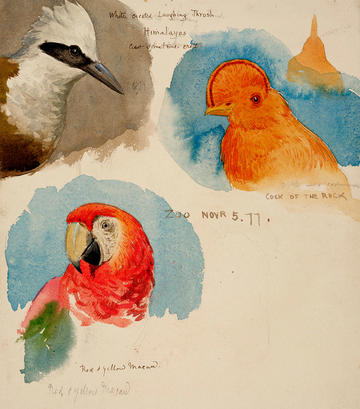 White Crested Laughing Thrush
Himalayas
COCK OF THE ROCK
ZOO NOVR 5. 77.
Red & yellow Macaw.
Red & yellow Macaw